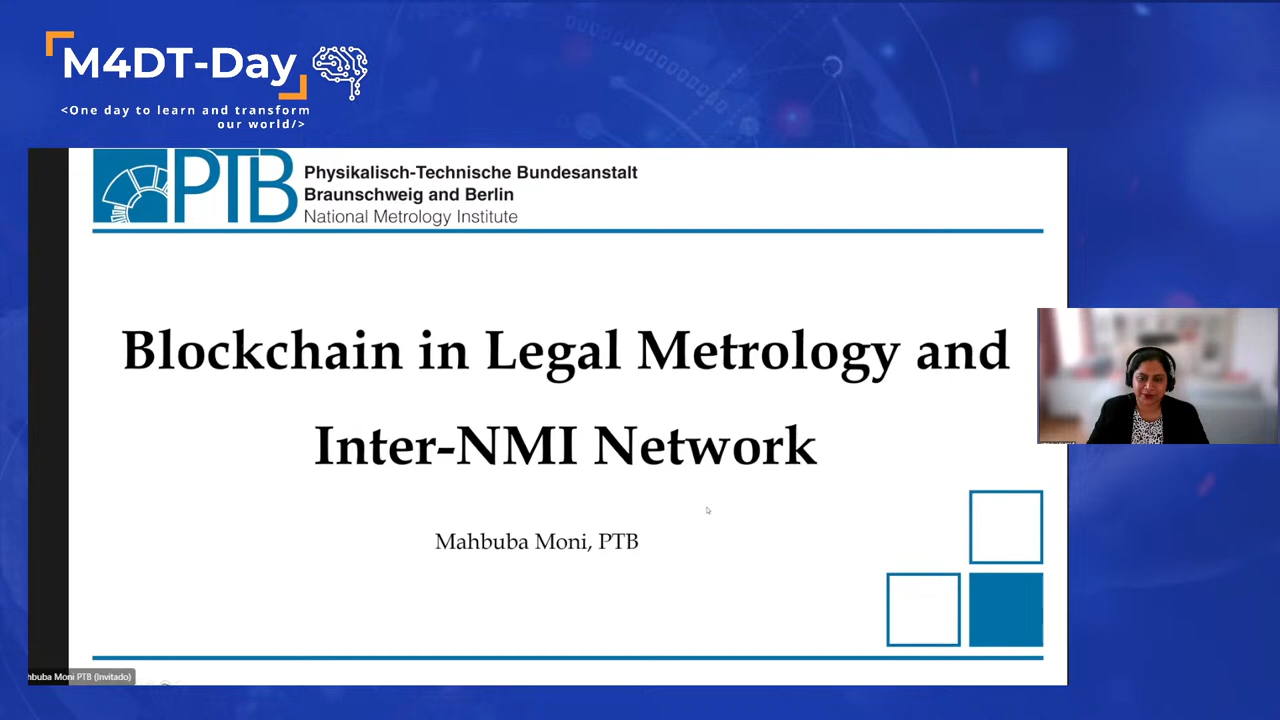 M4DT-Day
<One day to learn and transform
our world/>
PTB
Physikalisch-Technische Bundesanstalt
Braunschweig and Berlin
National Metrology Institute
Blockchain in Legal Metrology and
Inter-NMI Network
Mahbuba Moni, PTB
hbuba Moni PTB (Invitado)